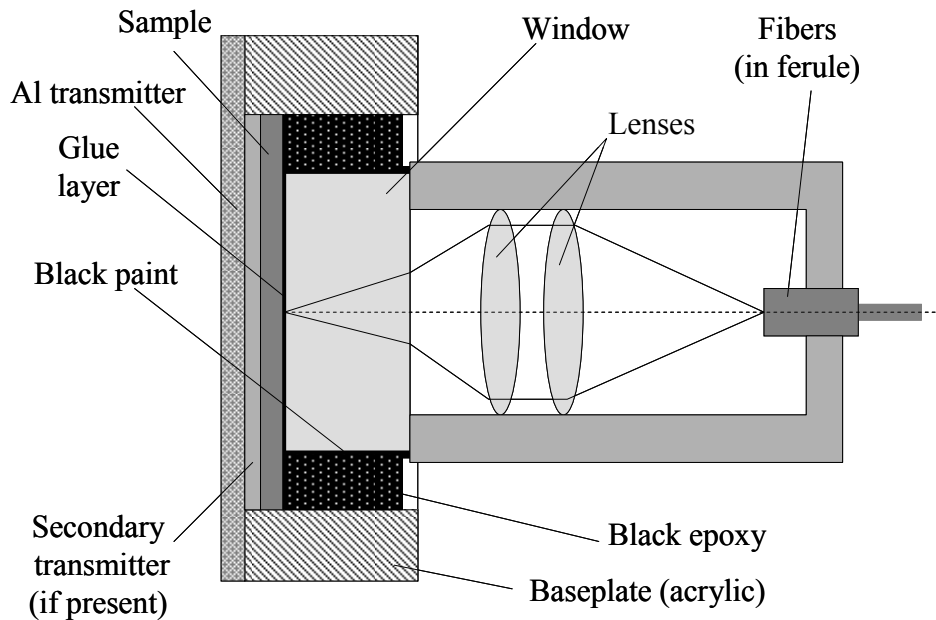 Sample
Window
Fibers
(in ferule)
Al transmitter
Lenses
Glue
layer
Black paint
Secondary
transmitter
(if present)
Black epoxy
Baseplate (acrylic)